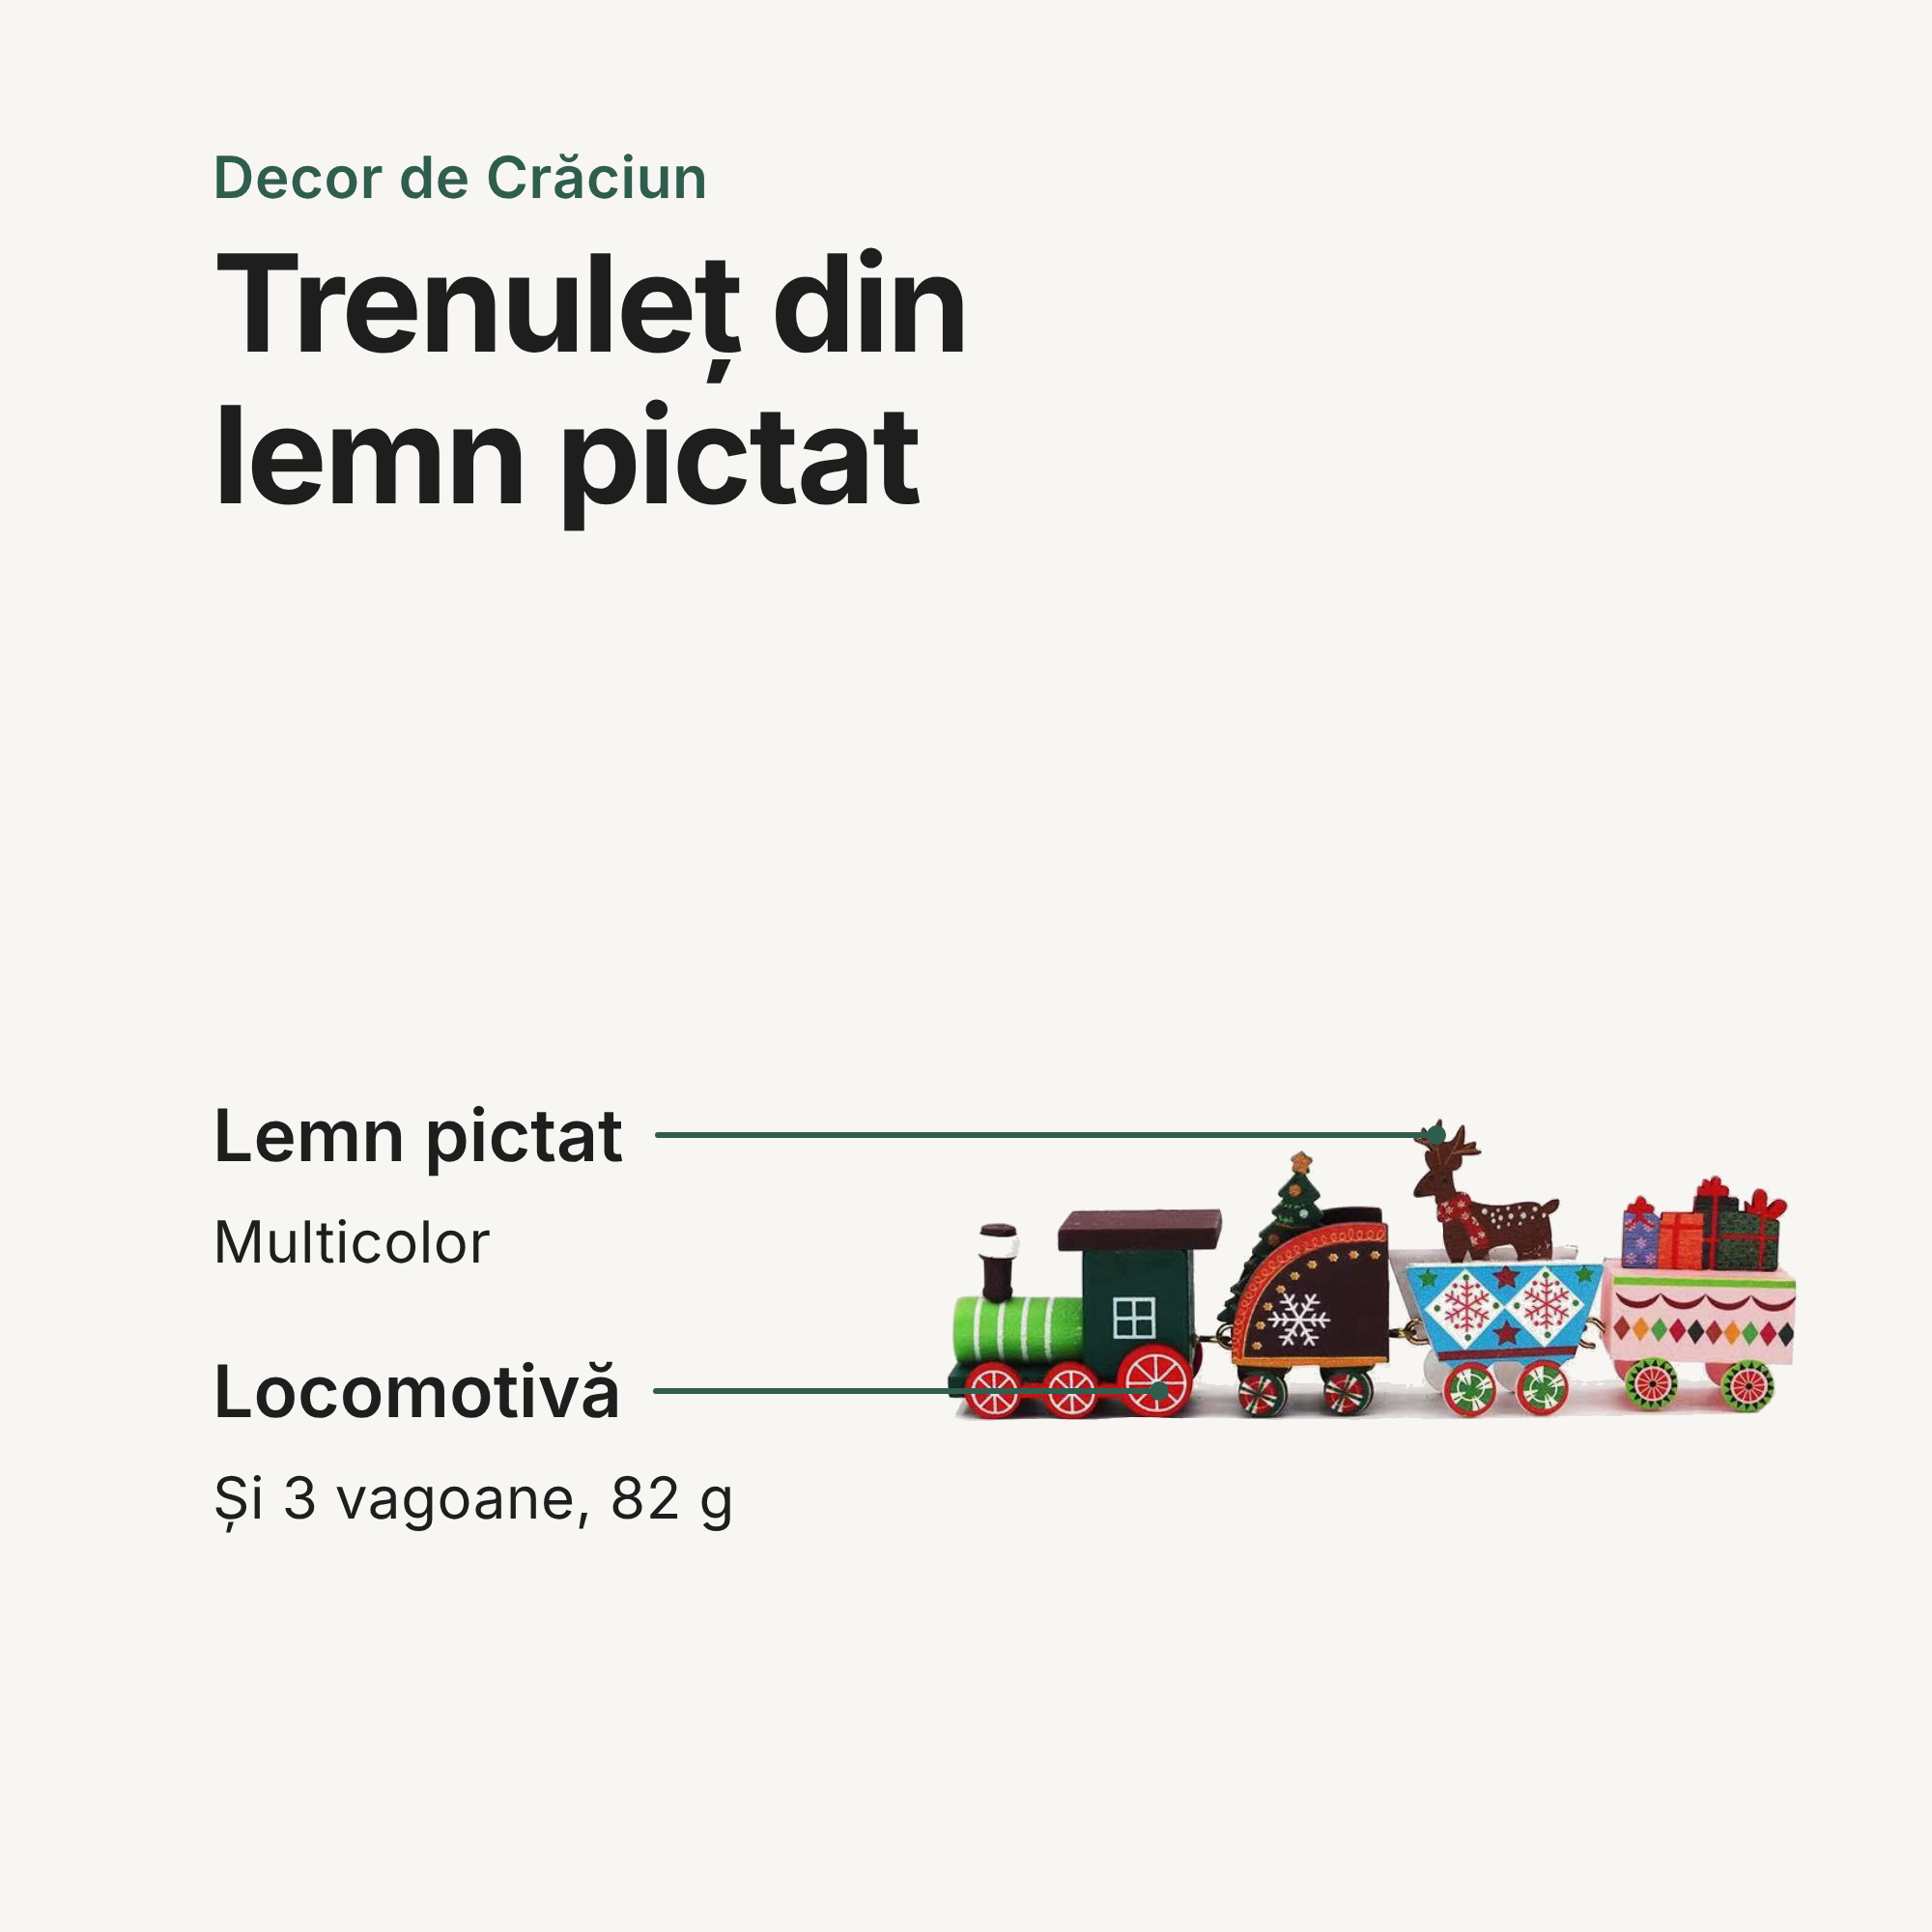 Decor de Crăciun
Trenuleț din
lemn pictat
Lemn pictat
Multicolor
Locomotivă
Și 3 vagoane, 82 g